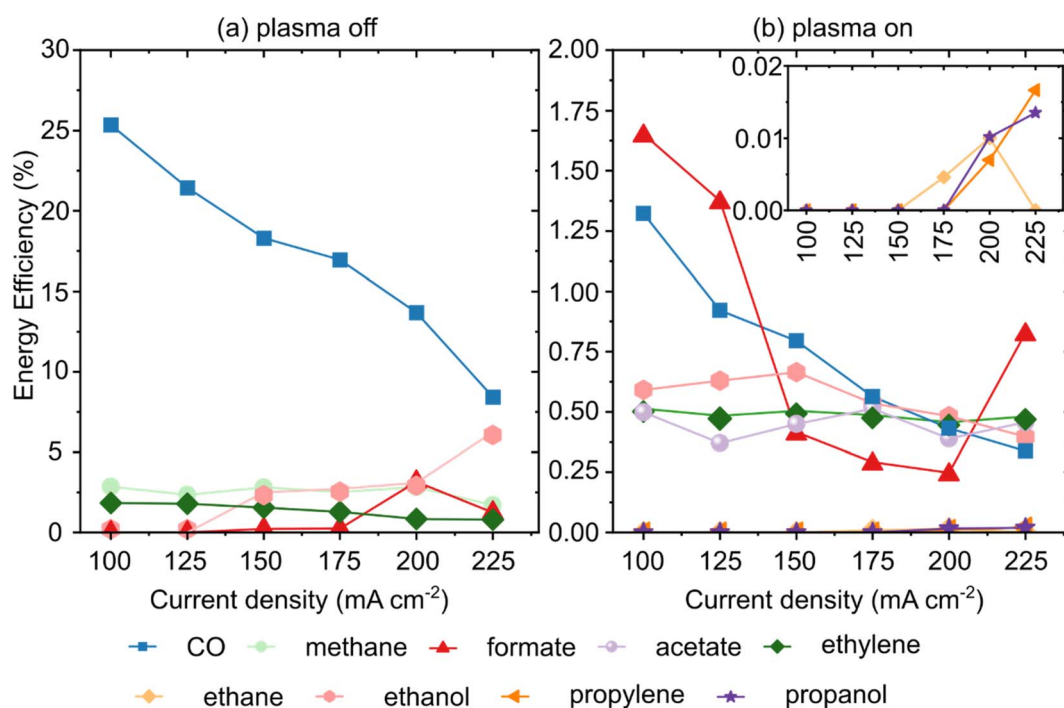 (a) plasma off
(b) plasma on
Energy Efficiency (%)
30
25
20
15
10
5
0
100 125 150 175 200 225
Current density (mA cm-2)
2.00
1.75
1.50
1.25
1.00
0.75
0.50
0.25
0.00
0.02
0.01
0.00
100 125 150 175 200 225
100 125 150 175 200 225
Current density (mA cm-2)
CO methane formate acetate ethylene
ethane ethanol propylene propanol